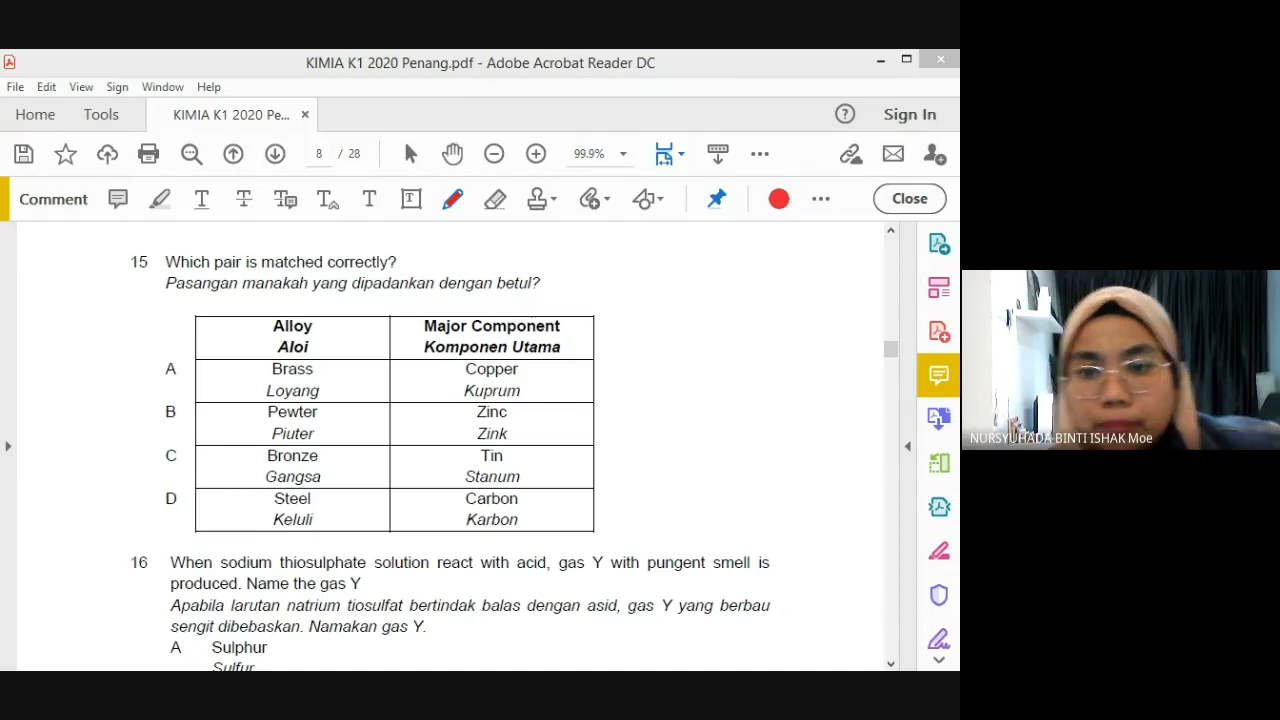 KIMIA K1 2020 Penang.pdf - Adobe Acrobat Reader DC
File Edit View Sign Window Help
Home Tools KIMIA K1 2020 Pe... × ? Sign In
8 / 28 99.9%
Comment Close
15 Which pair is matched correctly?
Pasangan manakah yang dipadankan dengan betul?
Alloy Major Component
Aloi Komponen Utama
A Brass Copper
Loyang Kuprum
B Pewter Zinc
Piuter Zink
C Bronze Tin
Gangsa Stanum
D Steel Carbon
Keluli Karbon
16 When sodium thiosulphate solution react with acid, gas Y with pungent smell is
produced. Name the gas Y
Apabila larutan natrium tiosulfat bertindak balas dengan asid, gas Y yang berbau
sengit dibebaskan. Namakan gas Y.
A Sulphur
Sulfur
NURSYUHADA BINTI ISHAK Moe